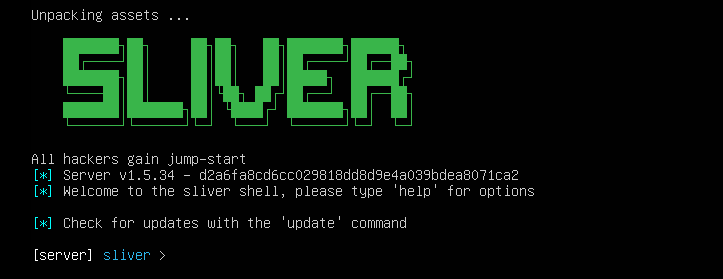 Unpacking assets ...
SLIVER
All hackers gain jump-start
[*] Server v1.5.34 - d2a6fa8cd6cc029818dd8d9e4a039bdea8071ca2
[*] Welcome to the sliver shell, please type 'help' for options
[*] Check for updates with the 'update' command
[server] sliver >